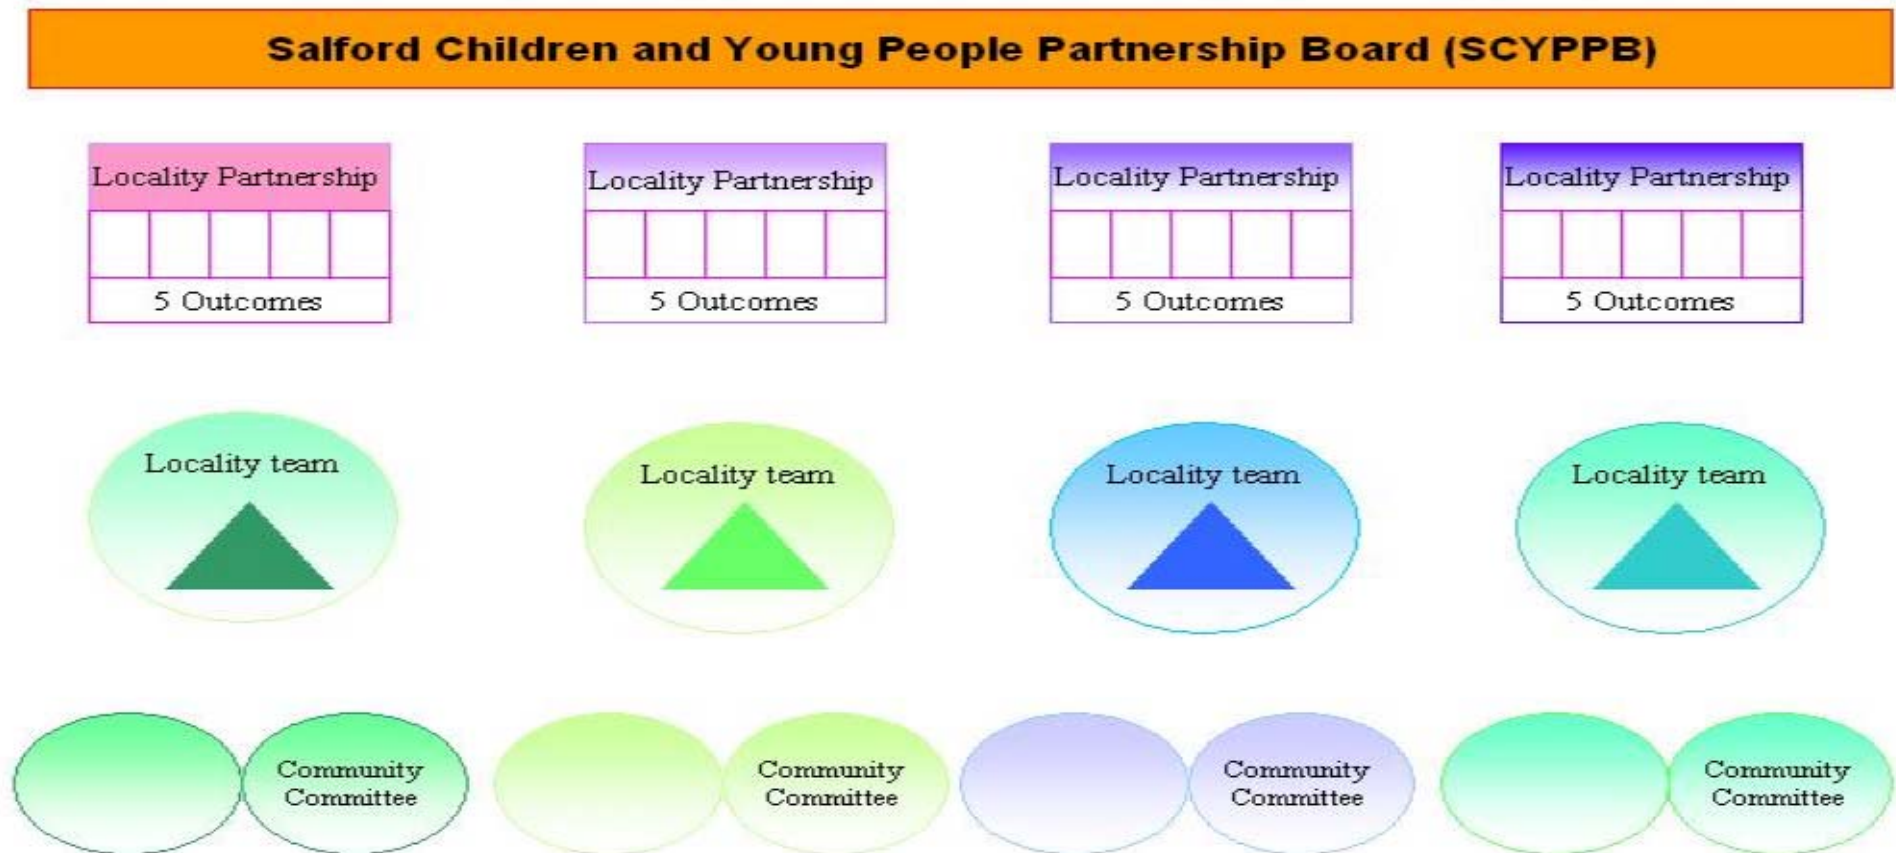 Salford Children and Young People Partnership Board (SCYPPB)
Locality Partnership
Locality Partnership
Locality Partnership
Locality Partnership
5 Outcomes
5 Outcomes
5 Outcomes
5 Outcomes
Locality team
Locality team
Locality team
Locality team
Community
Committee
Community
Committee
Community
Committee
Community
Committee